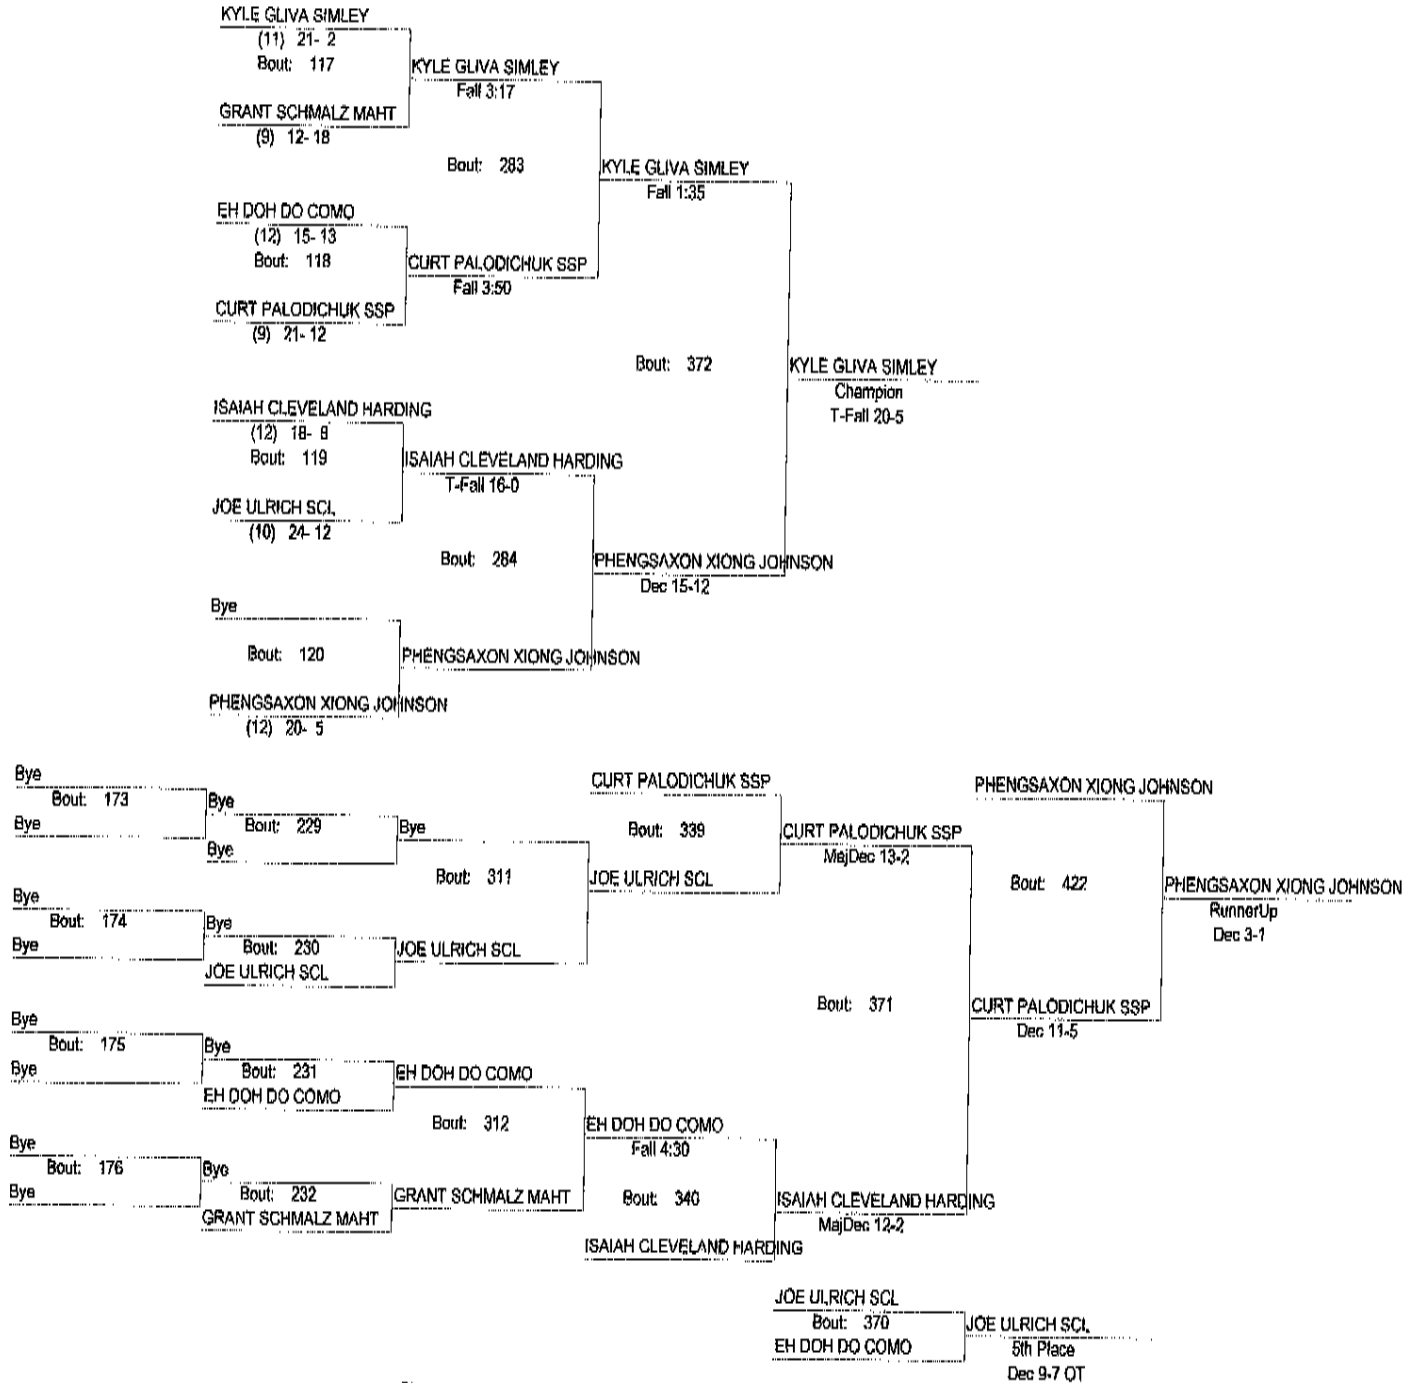 KYLE GLIVA SIMLEY
(11) 21- 2
Bout: 117
KYLE GLIVA SIMLEY
Fall 3:17
GRANT SCHMALZ MAHT
(9) 12- 18
Bout: 283
KYLE GLIVA SIMLEY
Fall 1:35
EH DOH DO COMO
(12) 15- 13
Bout: 118
CURT PALODICHUK SSP
Fall 3:50
CURT PALODICHUK SSP
(9) 21- 12
Bout: 372
KYLE GLIVA SIMLEY
Champion
T-Fall 20-5
ISAIAH CLEVELAND HARDING
(12) 18- 8
Bout: 119
ISAIAH CLEVELAND HARDING
T-Fall 16-0
JOE ULRICH SCL
(10) 24- 12
Bout: 284
PHENGSAXON XIONG JOHNSON
Dec 15-12
Bye
Bout: 120
PHENGSAXON XIONG JOHNSON
PHENGSAXON XIONG JOHNSON
(12) 20- 5
Bye
Bout: 173
Bye
Bye
Bout: 229
Bye
Bye
Bout: 311
CURT PALODICHUK SSP
Bout: 339
JOE ULRICH SCL
CURT PALODICHUK SSP
MajDec 13-2
PHENGSAXON XIONG JOHNSON
Bout: 422
PHENGSAXON XIONG JOHNSON
RunnerUp
Dec 3-1
Bye
Bout: 174
Bye
Bye
Bout: 230
JOE ULRICH SCL
JOE ULRICH SCL
Bout: 371
CURT PALODICHUK SSP
Dec 11-5
Bye
Bout: 175
Bye
Bye
Bout: 231
EH DOH DO COMO
EH DOH DO COMO
Bout: 312
EH DOH DO COMO
Fall 4:30
Bye
Bout: 176
Bye
Bye
Bout: 232
GRANT SCHMALZ MAHT
GRANT SCHMALZ MAHT
Bout: 340
ISAIAH CLEVELAND HARDING
ISAIAH CLEVELAND HARDING
MajDec 12-2
JOE ULRICH SCL
Bout: 370
EH DOH DO COMO
JOE ULRICH SCL
5th Place
Dec 9-7 OT